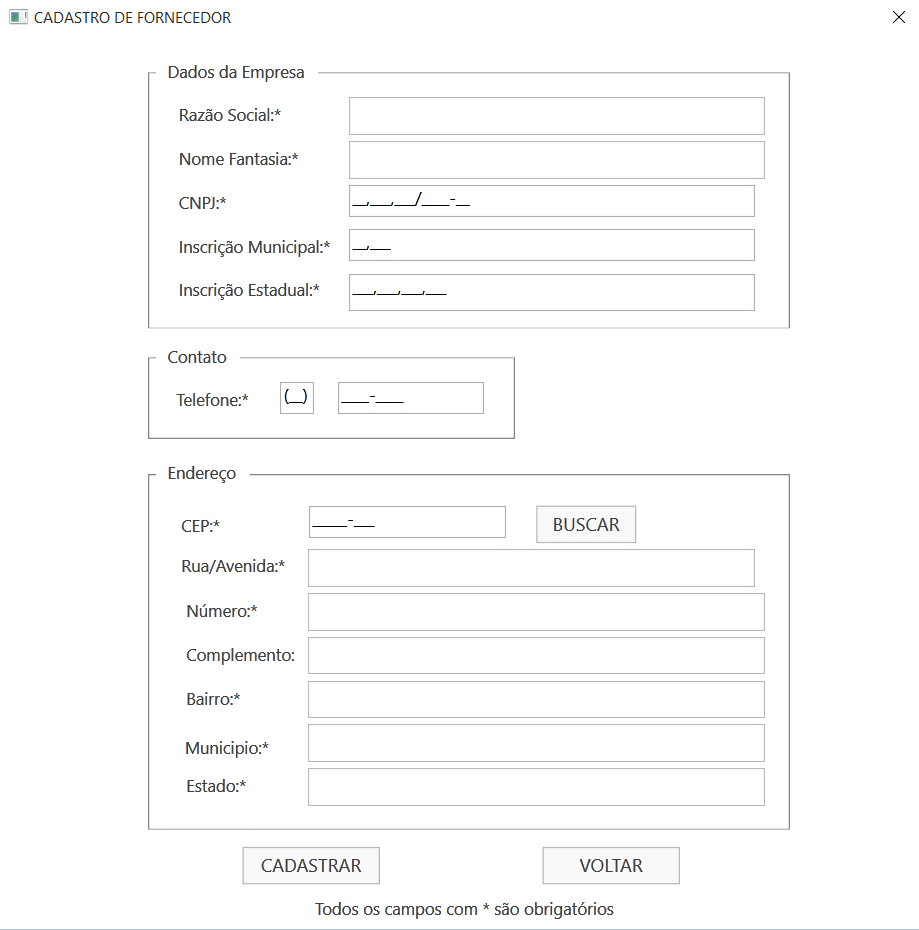 CADASTRO DE FORNECEDOR
Dados da Empresa
Razão Social:*
Nome Fantasia:*
CNPJ:* __,___,___/____-__
Inscrição Municipal:* __,___
Inscrição Estadual:* ___,___,___,___
Contato
Telefone:* (__) ____-____
Endereço
CEP:* _____-___ BUSCAR
Rua/Avenida:*
Número:*
Complemento:
Bairro:*
Municipio:*
Estado:*
CADASTRAR VOLTAR
Todos os campos com * são obrigatórios